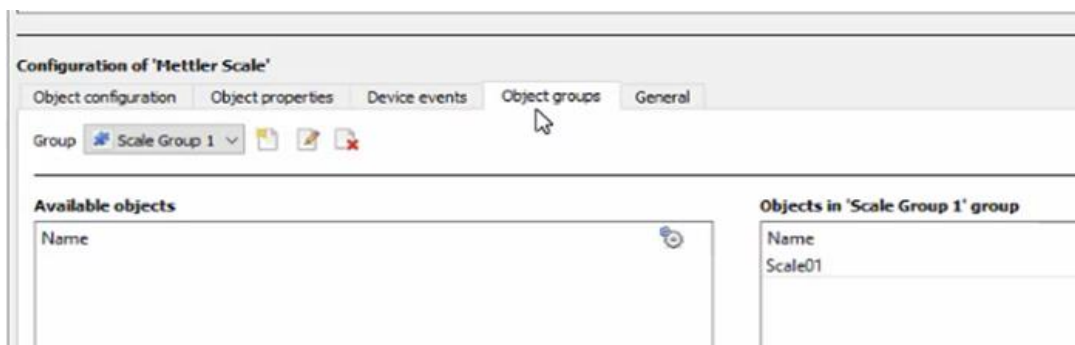 Configuration of 'Mettler Scale'
Object configuration Object properties Device events Object groups General
Group Scale Group 1
Available objects Objects in 'Scale Group 1' group
Name Name
Scale01